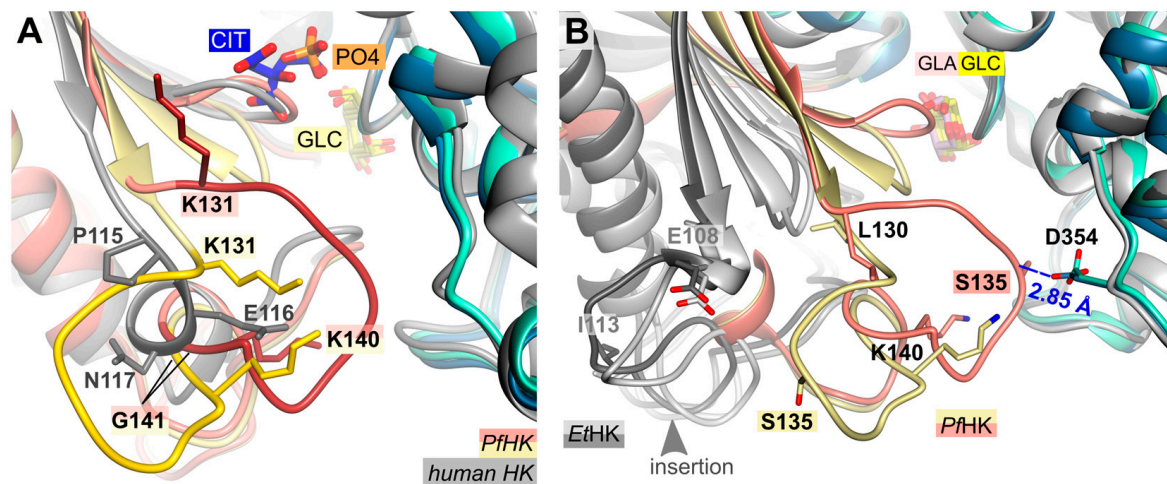 A
CIT
PO4
GLC
K131
P115
K131
E116
K140
N117
G141
PfHK
human HK
B
GLA GLC
E108
L130
D354
S135
2.85 Å
I113
K140
S135
EtHK
PfHK
insertion